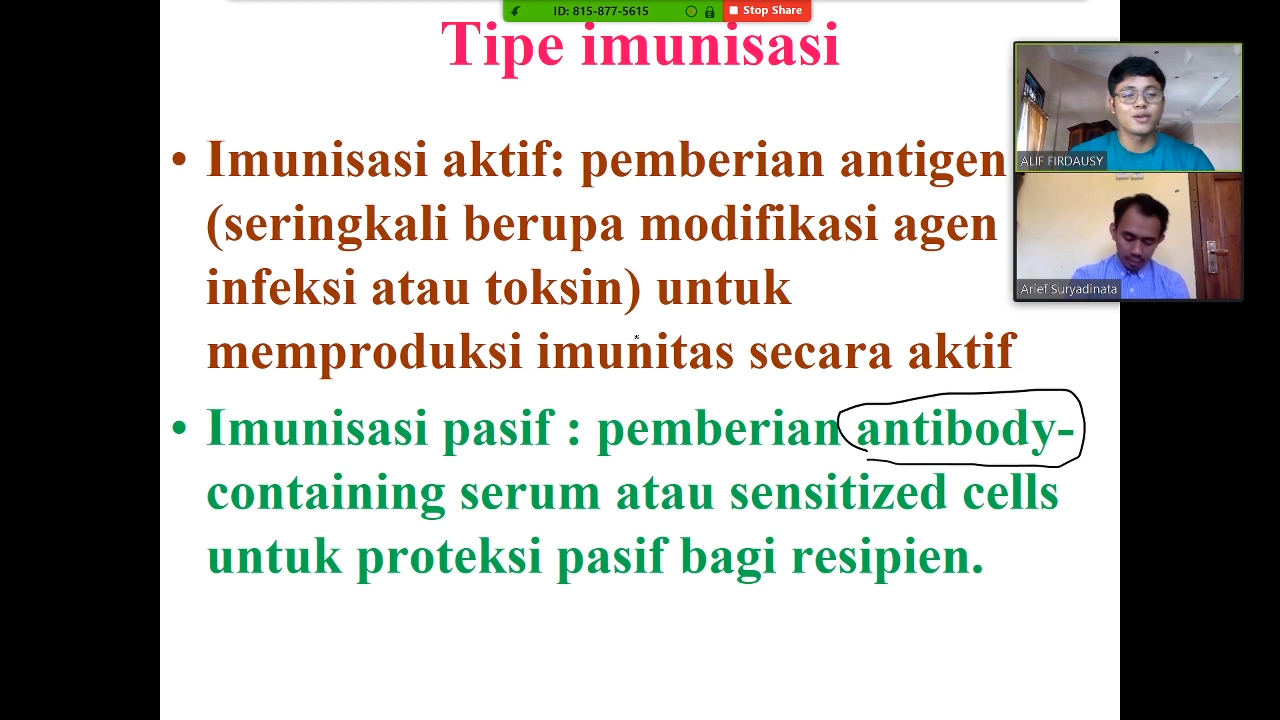 ID: 815-877-5615
Stop Share
Tipe imunisasi
• Imunisasi aktif: pemberian antigen
(seringkali berupa modifikasi agen
infeksi atau toksin) untuk
memproduksi imunitas secara aktif
• Imunisasi pasif : pemberian antibody-
containing serum atau sensitized cells
untuk proteksi pasif bagi resipien.
ALIF FIRDAUSY
Arief Suryadinata